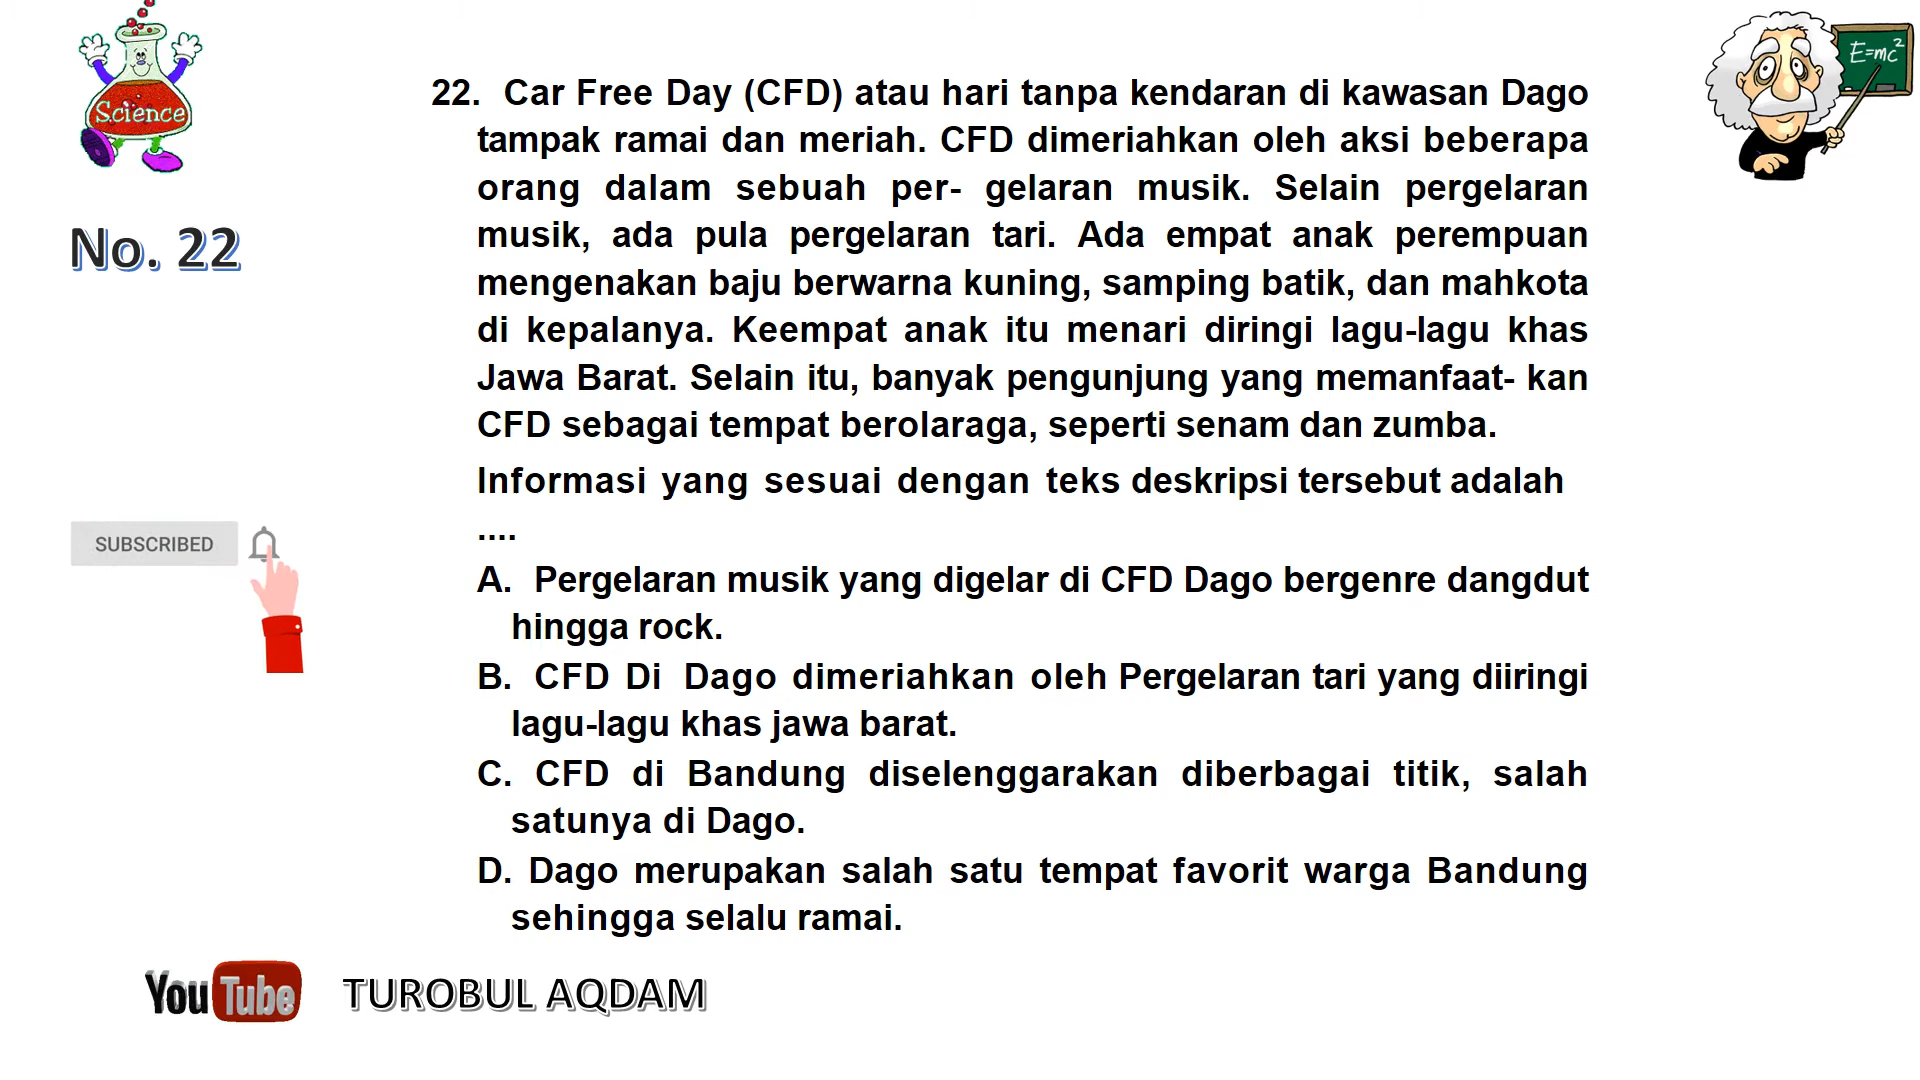 Science
E=mc²
No. 22
22. Car Free Day (CFD) atau hari tanpa kendaran di kawasan Dago
tampak ramai dan meriah. CFD dimeriahkan oleh aksi beberapa
orang dalam sebuah per- gelaran musik. Selain pergelaran
musik, ada pula pergelaran tari. Ada empat anak perempuan
mengenakan baju berwarna kuning, samping batik, dan mahkota
di kepalanya. Keempat anak itu menari diringi lagu-lagu khas
Jawa Barat. Selain itu, banyak pengunjung yang memanfaat- kan
CFD sebagai tempat berolaraga, seperti senam dan zumba.
Informasi yang sesuai dengan teks deskripsi tersebut adalah
....
A. Pergelaran musik yang digelar di CFD Dago bergenre dangdut
hingga rock.
B. CFD Di Dago dimeriahkan oleh Pergelaran tari yang diiringi
lagu-lagu khas jawa barat.
C. CFD di Bandung diselenggarakan diberbagai titik, salah
satunya di Dago.
D. Dago merupakan salah satu tempat favorit warga Bandung
sehingga selalu ramai.
SUBSCRIBED
YouTube
TUROBUL AQDAM